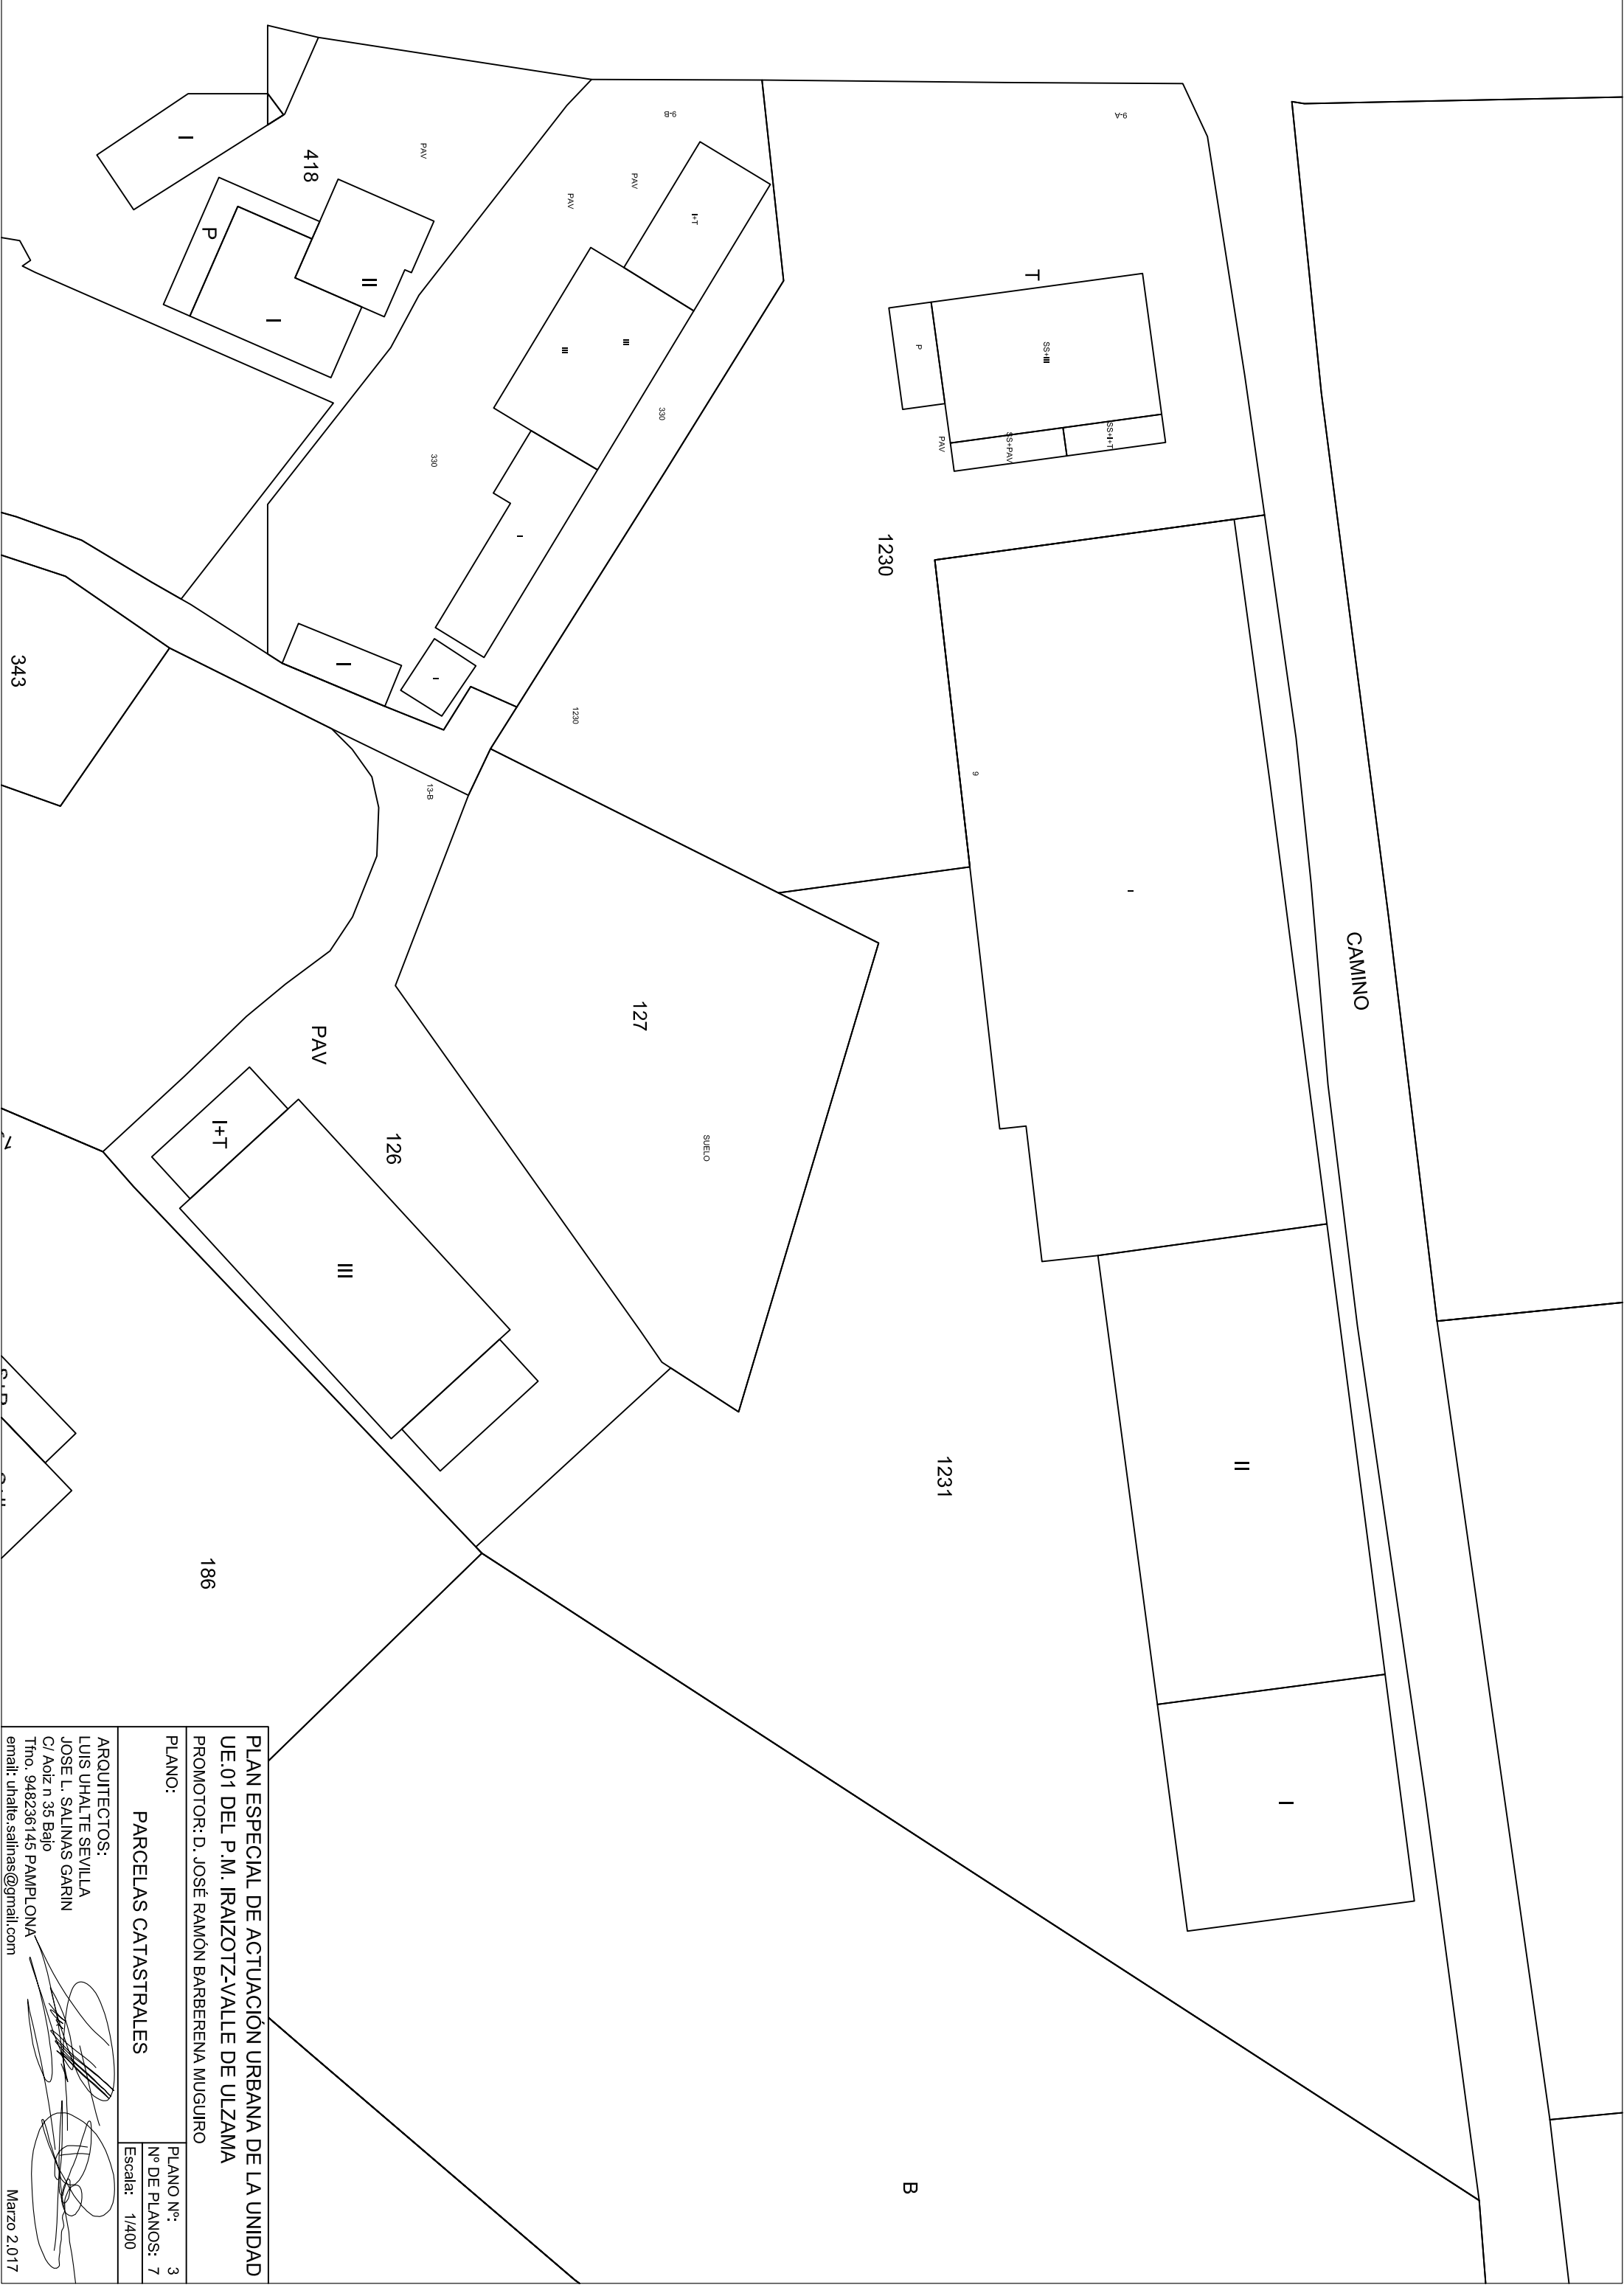 CAMINO
9-A
9-B
PAV
PAV
PAV
I+T
T
SS+III
SS+I+T
SS+PAV
P
PAV
418
I
P
II
I
III
III
330
330
I
I
I
1230
1230
9
I
13-B
343
127
SUELO
PAV
126
I+T
III
1231
II
I
186
B
PLAN ESPECIAL DE ACTUACIÓN URBANA DE LA UNIDAD
UE.01 DEL P.M. IRAIZOTZ-VALLE DE ULZAMA
PROMOTOR: D. JOSÉ RAMÓN BARBERENA MUGUIRO
PLANO:
PARCELAS CATASTRALES
PLANO Nº: 3
Nº DE PLANOS: 7
Escala: 1/400
ARQUITECTOS:
LUIS UHALTE SEVILLA
JOSE L. SALINAS GARIN
C/ Aoiz n 35 Bajo
Tfno. 948236145 PAMPLONA
email: uhalte.salinas@gmail.com
Marzo 2.017